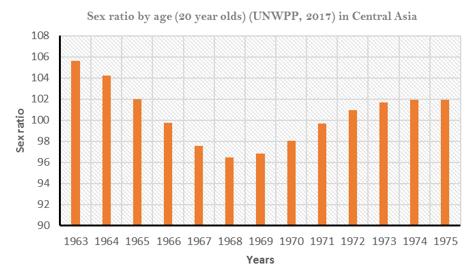 Sex ratio by age (20 year olds) (UNWPP, 2017) in Central Asia
108
106
104
102
100
98
96
94
92
90
Sex ratio
1963 1964 1965 1966 1967 1968 1969 1970 1971 1972 1973 1974 1975
Years